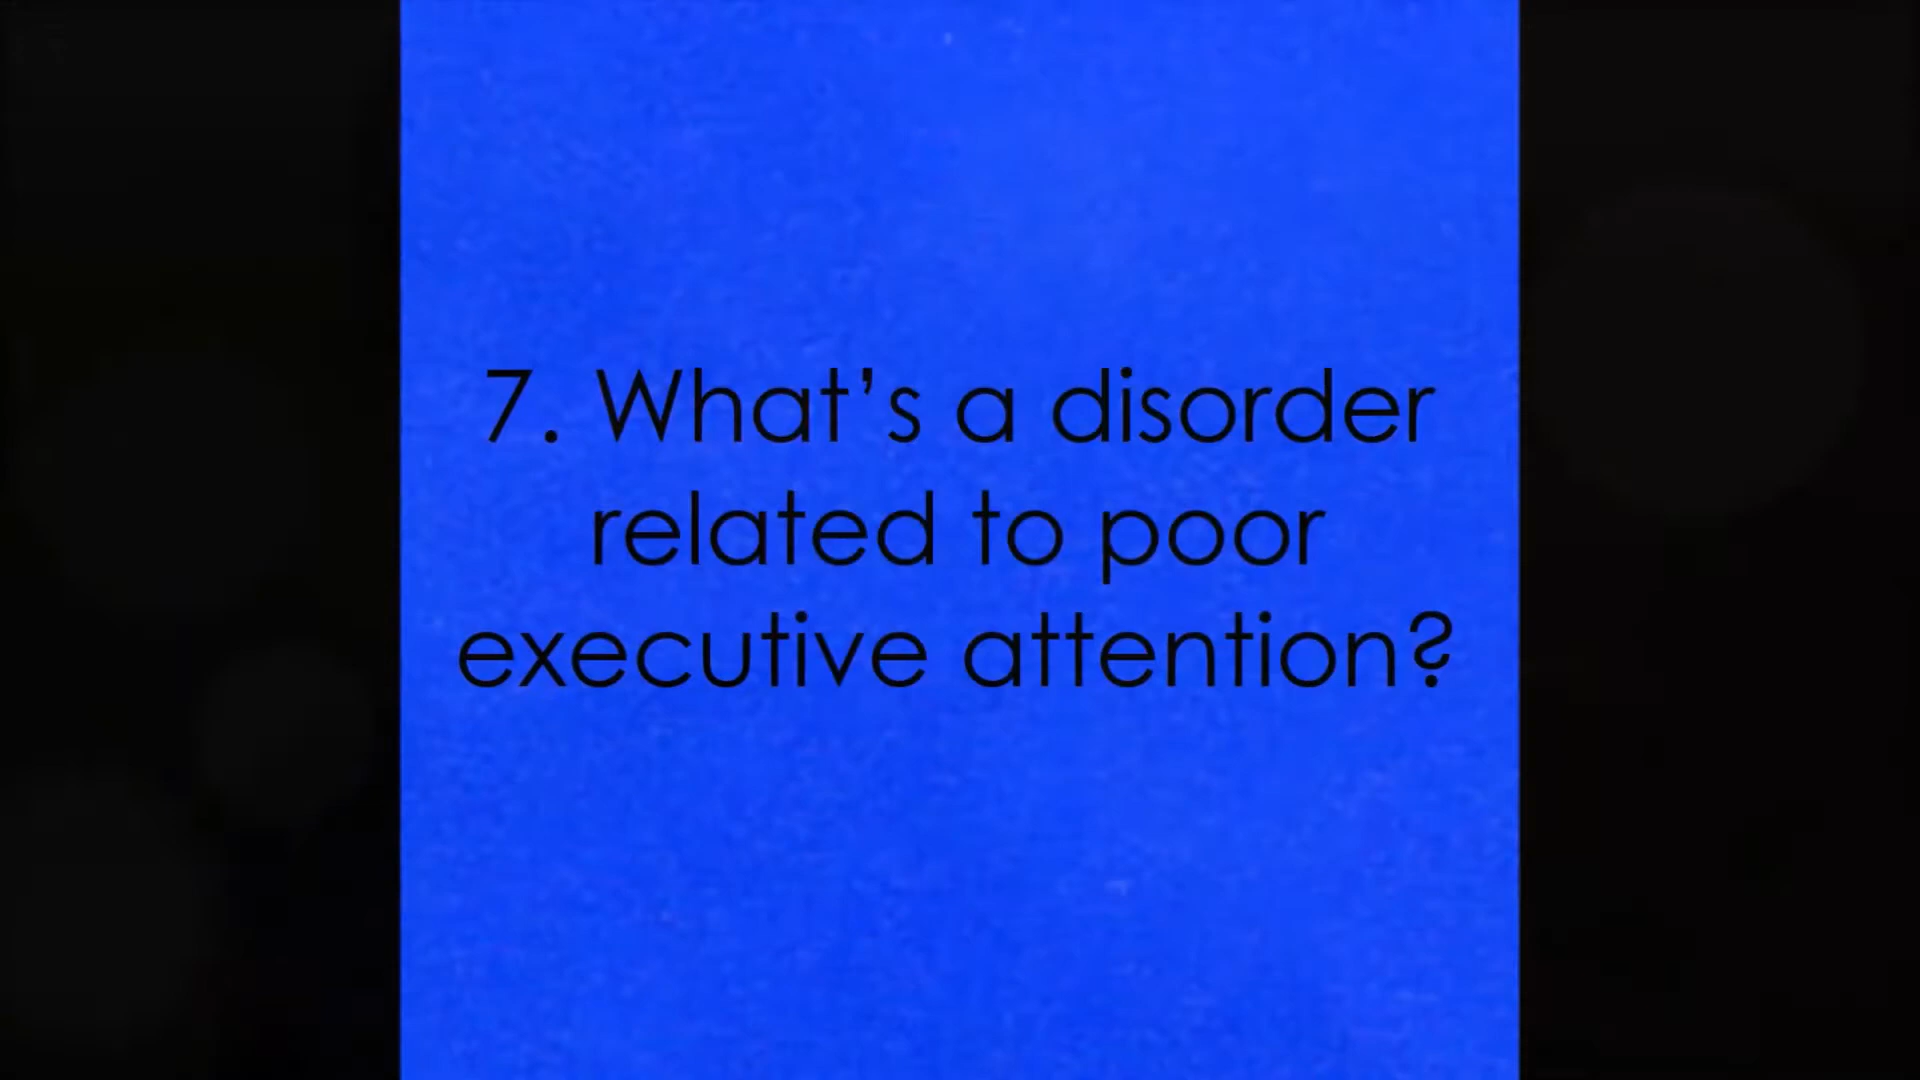 7. What’s a disorder
related to poor
executive attention?